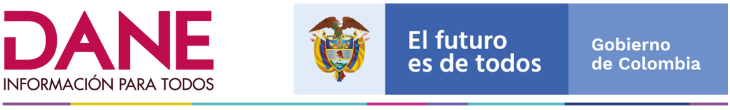 DANE
INFORMACIÓN PARA TODOS
El futuro
es de todos
Gobierno
de Colombia